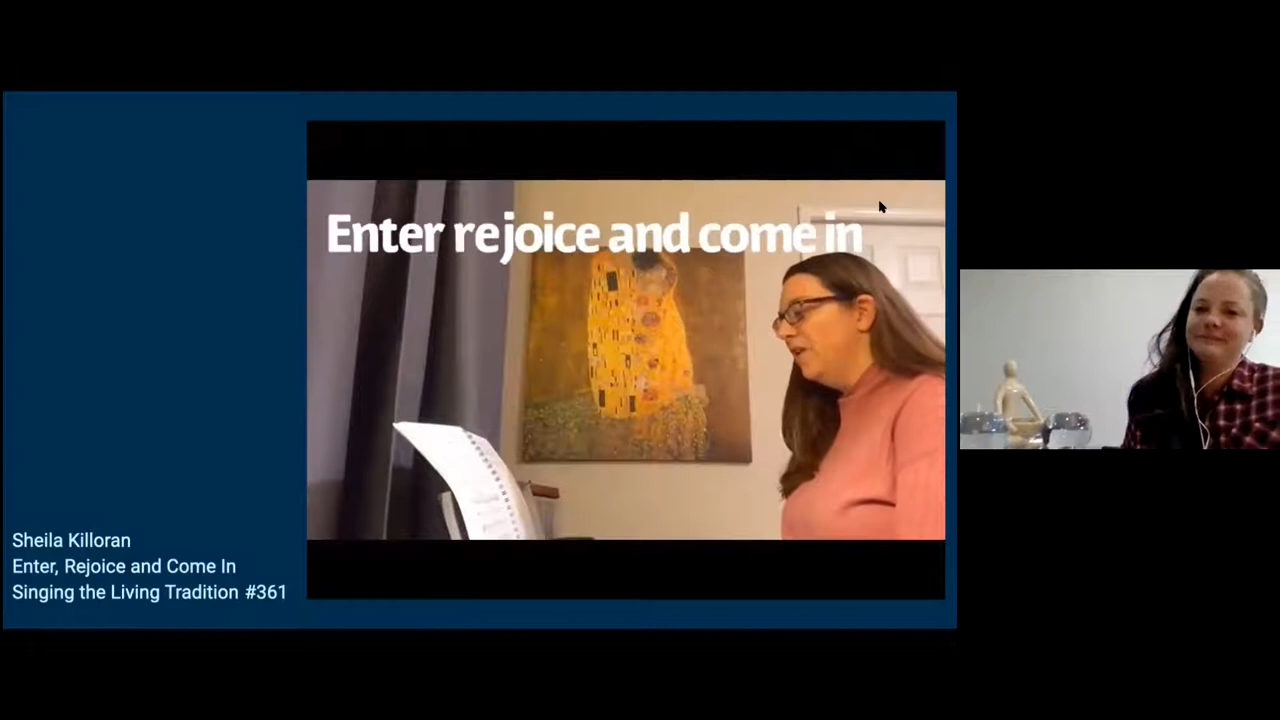 Enter rejoice and come in
Sheila Killoran
Enter, Rejoice and Come In
Singing the Living Tradition #361